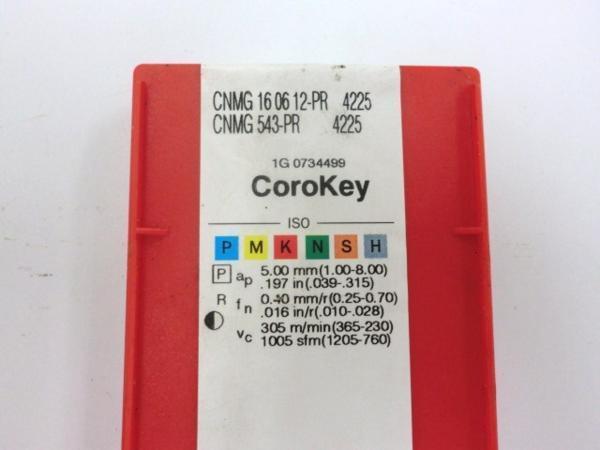 CNMG 16 06 12-PR 4225
CNMG 543-PR 4225
1G 0734499
CoroKey
ISO
P M K N S H
P ap 5.00 mm(1.00-8.00)
.197 in(.039-.315)
R fn 0.40 mm/r(0.25-0.70)
.016 in/r(.010-.028)
vc 305 m/min(365-230)
1005 sfm(1205-760)